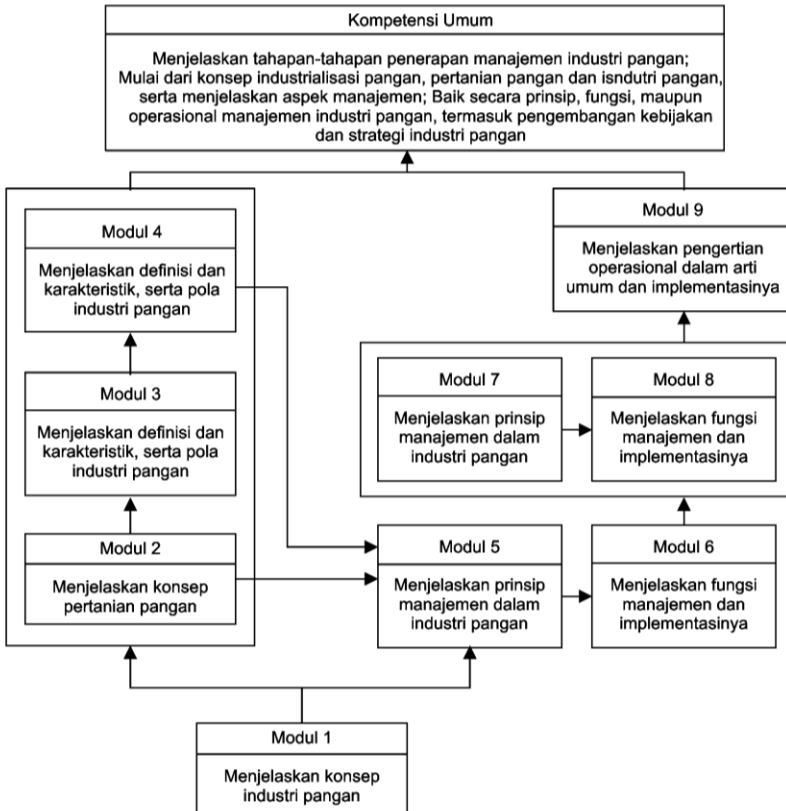 Kompetensi Umum
Menjelaskan tahapan-tahapan penerapan manajemen industri pangan;
Mulai dari konsep industrialisasi pangan, pertanian pangan dan isndutri pangan,
serta menjelaskan aspek manajemen; Baik secara prinsip, fungsi, maupun
operasional manajemen industri pangan, termasuk pengembangan kebijakan
dan strategi industri pangan
Modul 4
Menjelaskan definisi dan
karakteristik, serta pola
industri pangan
Modul 9
Menjelaskan pengertian
operasional dalam arti
umum dan implementasinya
Modul 3
Menjelaskan definisi dan
karakteristik, serta pola
industri pangan
Modul 7
Menjelaskan prinsip
manajemen dalam
industri pangan
Modul 8
Menjelaskan fungsi
manajemen dan
implementasinya
Modul 2
Menjelaskan konsep
pertanian pangan
Modul 5
Menjelaskan prinsip
manajemen dalam
industri pangan
Modul 6
Menjelaskan fungsi
manajemen dan
implementasinya
Modul 1
Menjelaskan konsep
industri pangan